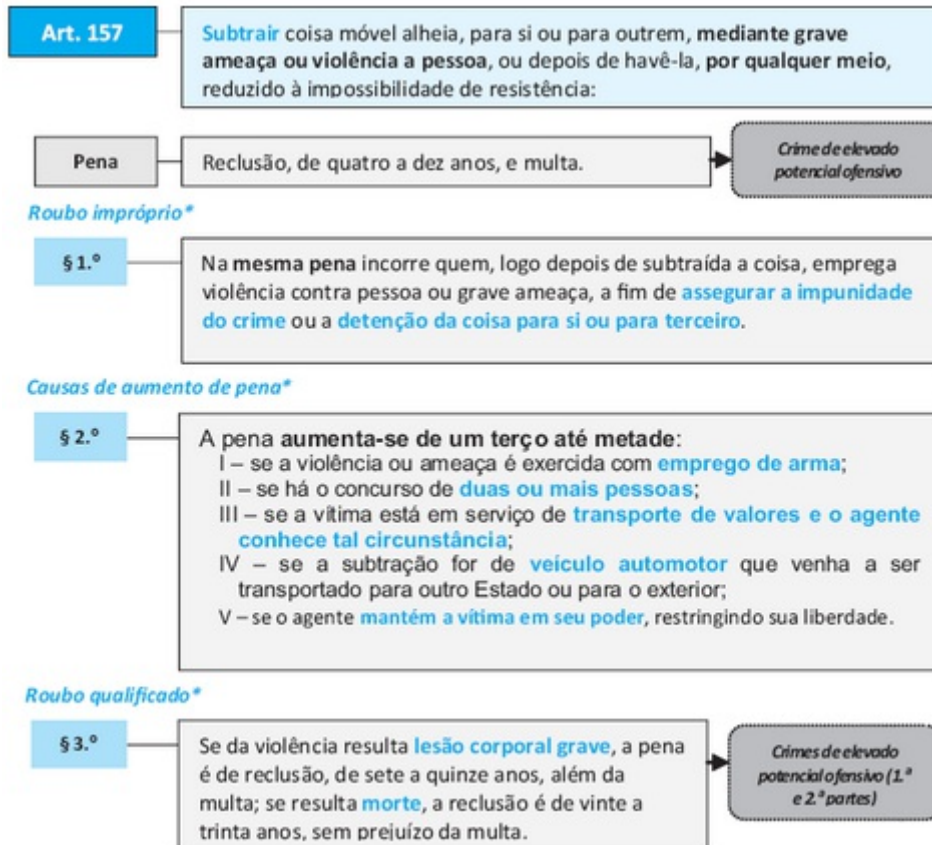 Art. 157
Subtrair coisa móvel alheia, para si ou para outrem, mediante grave
ameaça ou violência a pessoa, ou depois de havê-la, por qualquer meio,
reduzido à impossibilidade de resistência:
Pena
Reclusão, de quatro a dez anos, e multa.
Crime de elevado
potencial ofensivo
Roubo impróprio*
§ 1.º
Na mesma pena incorre quem, logo depois de subtraída a coisa, emprega
violência contra pessoa ou grave ameaça, a fim de assegurar a impunidade
do crime ou a detenção da coisa para si ou para terceiro.
Causas de aumento de pena*
§ 2.º
A pena aumenta-se de um terço até metade:
I – se a violência ou ameaça é exercida com emprego de arma;
II – se há o concurso de duas ou mais pessoas;
III – se a vítima está em serviço de transporte de valores e o agente
conhece tal circunstância;
IV – se a subtração for de veículo automotor que venha a ser
transportado para outro Estado ou para o exterior;
V – se o agente mantém a vítima em seu poder, restringindo sua liberdade.
Roubo qualificado*
§ 3.º
Se da violência resulta lesão corporal grave, a pena
é de reclusão, de sete a quinze anos, além da
multa; se resulta morte, a reclusão é de vinte a
trinta anos, sem prejuízo da multa.
Crimes de elevado
potencial ofensivo (1.ª
e 2.ª partes)